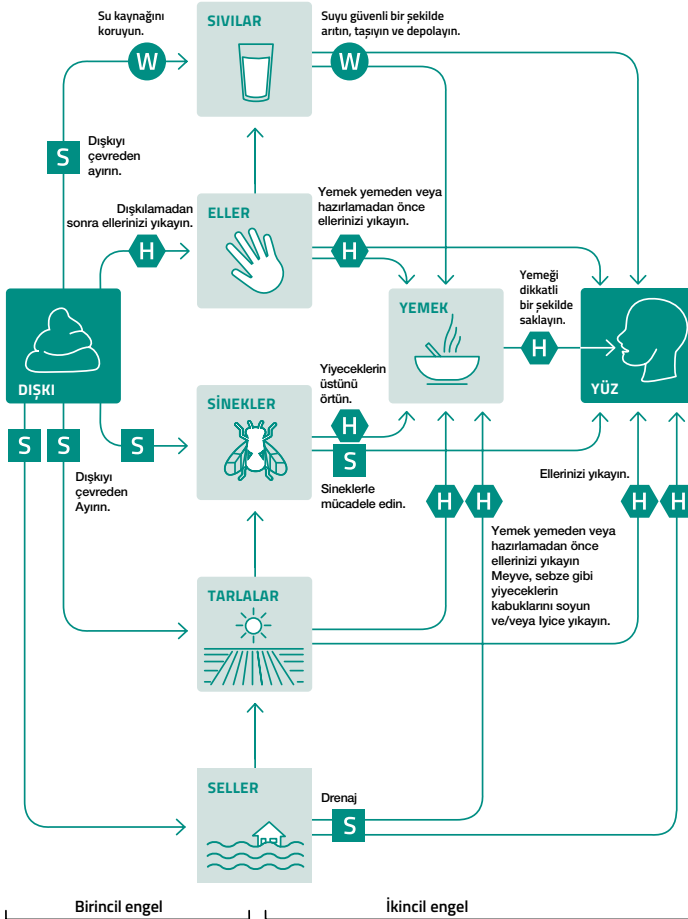 Su kaynağını
koruyun.
W
SIVILAR
Suyu güvenli bir şekilde
arıtın, taşıyın ve depolayın.
W
S
Dışkıyı
çevreden
ayırın.
Dışkılamadan
sonra ellerinizi yıkayın.
H
ELLER
Yemek yemeden veya
hazırlamadan önce
ellerinizi yıkayın.
H
DIŞKI
YEMEK
Yemeği
dikkatli
bir şekilde
saklayın.
H
YÜZ
S
S
S
Dışkıyı
çevreden
Ayırın.
SİNEKLER
Yiyeceklerin
üstünü
örtün.
H
S
Sineklerle
mücadele edin.
H
H
Yemek yemeden veya
hazırlamadan önce
ellerinizi yıkayın
Meyve, sebze gibi
yiyeceklerin
kabuklarını soyun
ve/veya Iyice yıkayın.
Ellerinizi yıkayın.
H
H
TARLALAR
SELLER
Drenaj
S
Birincil engel
İkincil engel